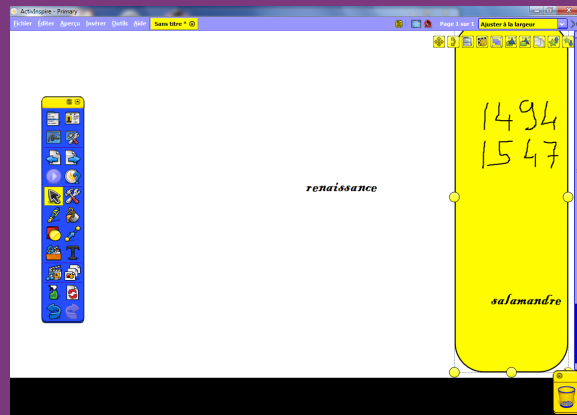 ActivInspire - Primary
Fichier Éditer Aperçu Insérer Outils Aide Sans titre * Page 1 sur 1 Ajuster à la largeur
1494
1547
renaissance
salamandre